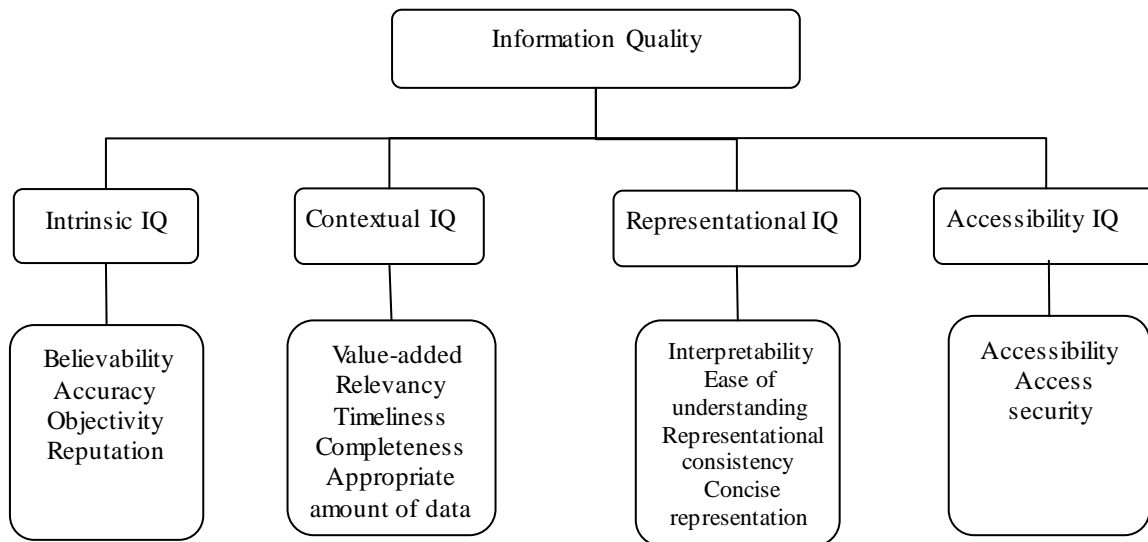 Information Quality
Intrinsic IQ
Contextual IQ
Representational IQ
Accessibility IQ
Believability
Accuracy
Objectivity
Reputation
Value-added
Relevancy
Timeliness
Completeness
Appropriate
amount of data
Interpretability
Ease of
understanding
Representational
consistency
Concise
representation
Accessibility
Access
security